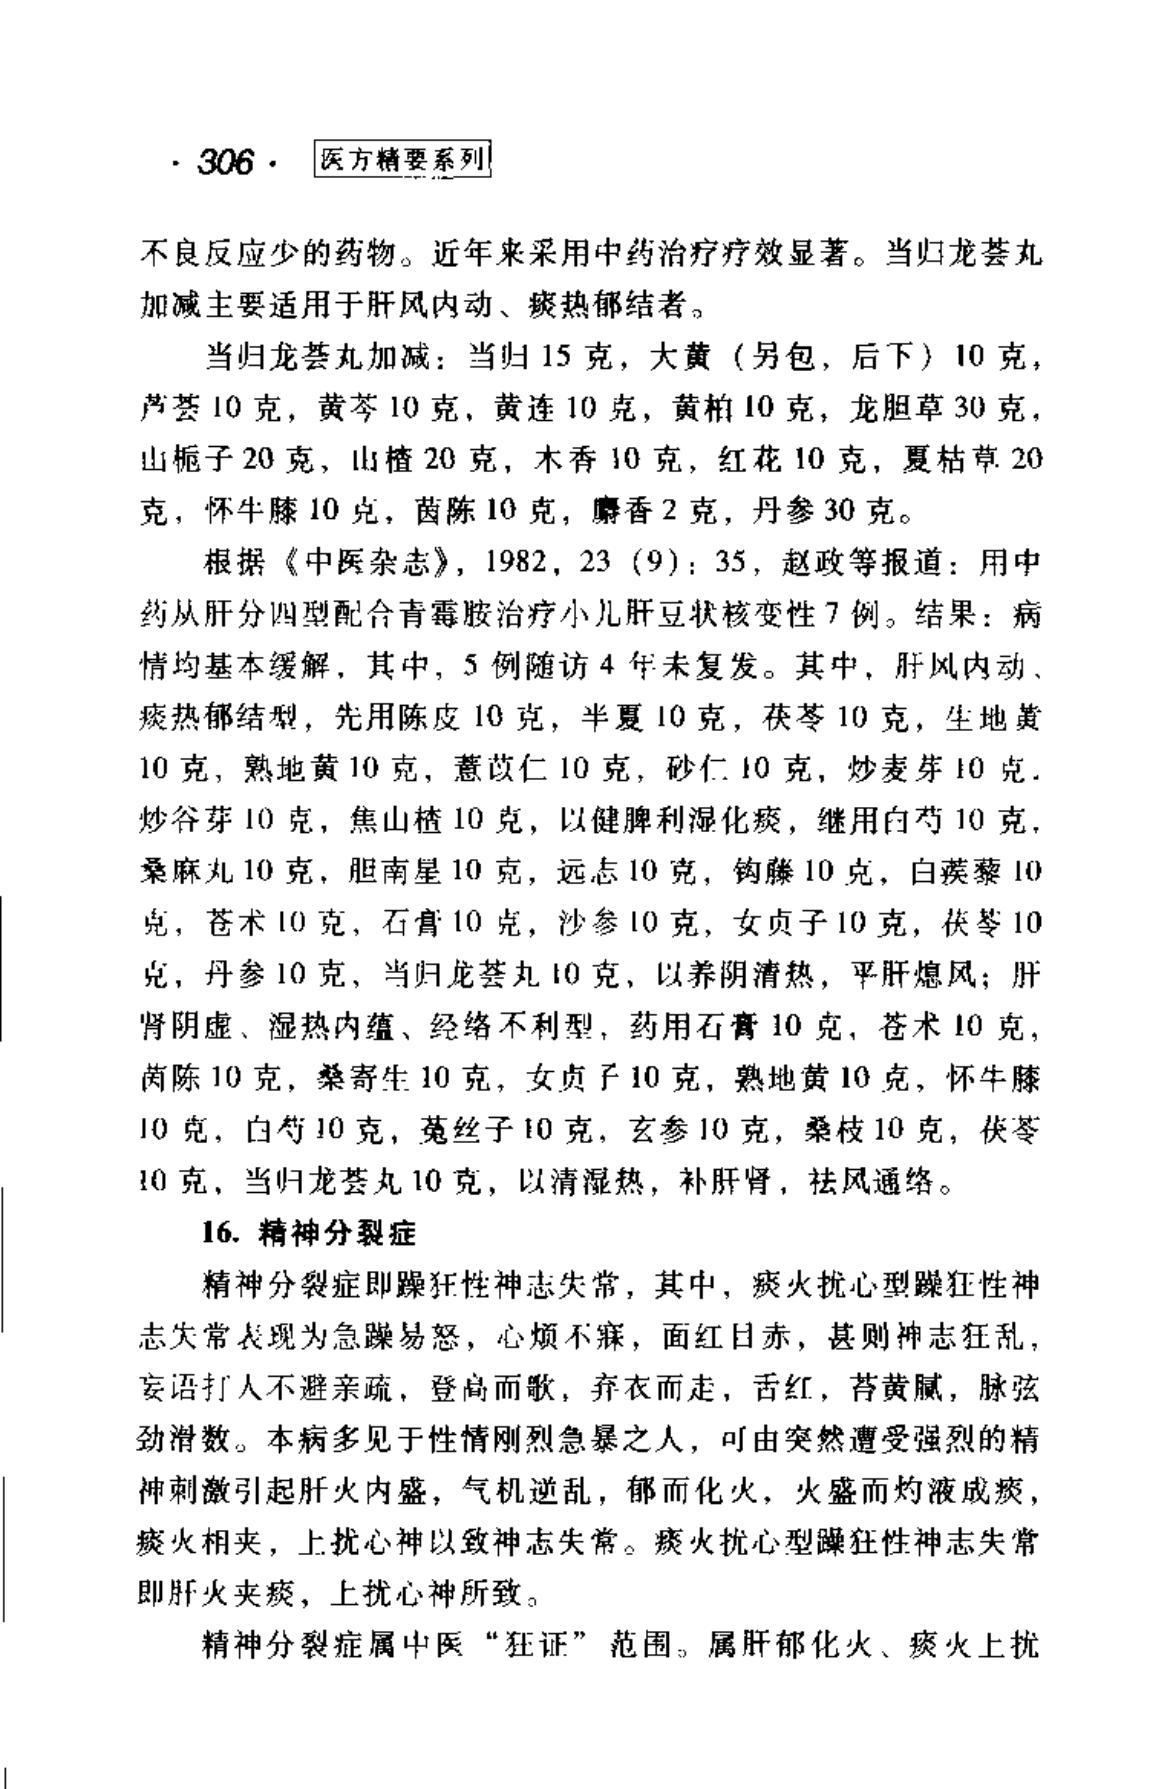 · 306 · 医方精要系列
不良反应少的药物。近年来采用中药治疗疗效显著。当归龙荟丸
加减主要适用于肝风内动、痰热郁结者。
当归龙荟丸加减：当归 15 克，大黄（另包，后下）10 克，
芦荟 10 克，黄芩 10 克，黄连 10 克，黄柏 10 克，龙胆草 30 克，
山栀子 20 克，山楂 20 克，木香 10 克，红花 10 克，夏枯草 20
克，怀牛膝 10 克，茵陈 10 克，麝香 2 克，丹参 30 克。
根据《中医杂志》，1982，23（9）：35，赵政等报道：用中
药从肝分四型配合青霉胺治疗小儿肝豆状核变性 7 例。结果：病
情均基本缓解，其中，5 例随访 4 年未复发。其中，肝风内动、
痰热郁结型，先用陈皮 10 克，半夏 10 克，茯苓 10 克，生地黄
10 克，熟地黄 10 克，薏苡仁 10 克，砂仁 10 克，炒麦芽 10 克，
炒谷芽 10 克，焦山楂 10 克，以健脾利湿化痰，继用白芍 10 克，
桑麻丸 10 克，胆南星 10 克，远志 10 克，钩藤 10 克，白蒺藜 10
克，苍术 10 克，石膏 10 克，沙参 10 克，女贞子 10 克，茯苓 10
克，丹参 10 克，当归龙荟丸 10 克，以养阴清热，平肝熄风；肝
肾阴虚、湿热内蕴、经络不利型，药用石膏 10 克，苍术 10 克，
茵陈 10 克，桑寄生 10 克，女贞子 10 克，熟地黄 10 克，怀牛膝
10 克，白芍 10 克，菟丝子 10 克，玄参 10 克，桑枝 10 克，茯苓
10 克，当归龙荟丸 10 克，以清湿热，补肝肾，祛风通络。
16. 精神分裂症
精神分裂症即躁狂性神志失常，其中，痰火扰心型躁狂性神
志失常表现为急躁易怒，心烦不寐，面红目赤，甚则神志狂乱，
妄语打人不避亲疏，登高而歌，弃衣而走，舌红，苔黄腻，脉弦
劲滑数。本病多见于性情刚烈急暴之人，可由突然遭受强烈的精
神刺激引起肝火内盛，气机逆乱，郁而化火，火盛而灼液成痰，
痰火相夹，上扰心神以致神志失常。痰火扰心型躁狂性神志失常
即肝火夹痰，上扰心神所致。
精神分裂症属中医“狂证”范围。属肝郁化火、痰火上扰